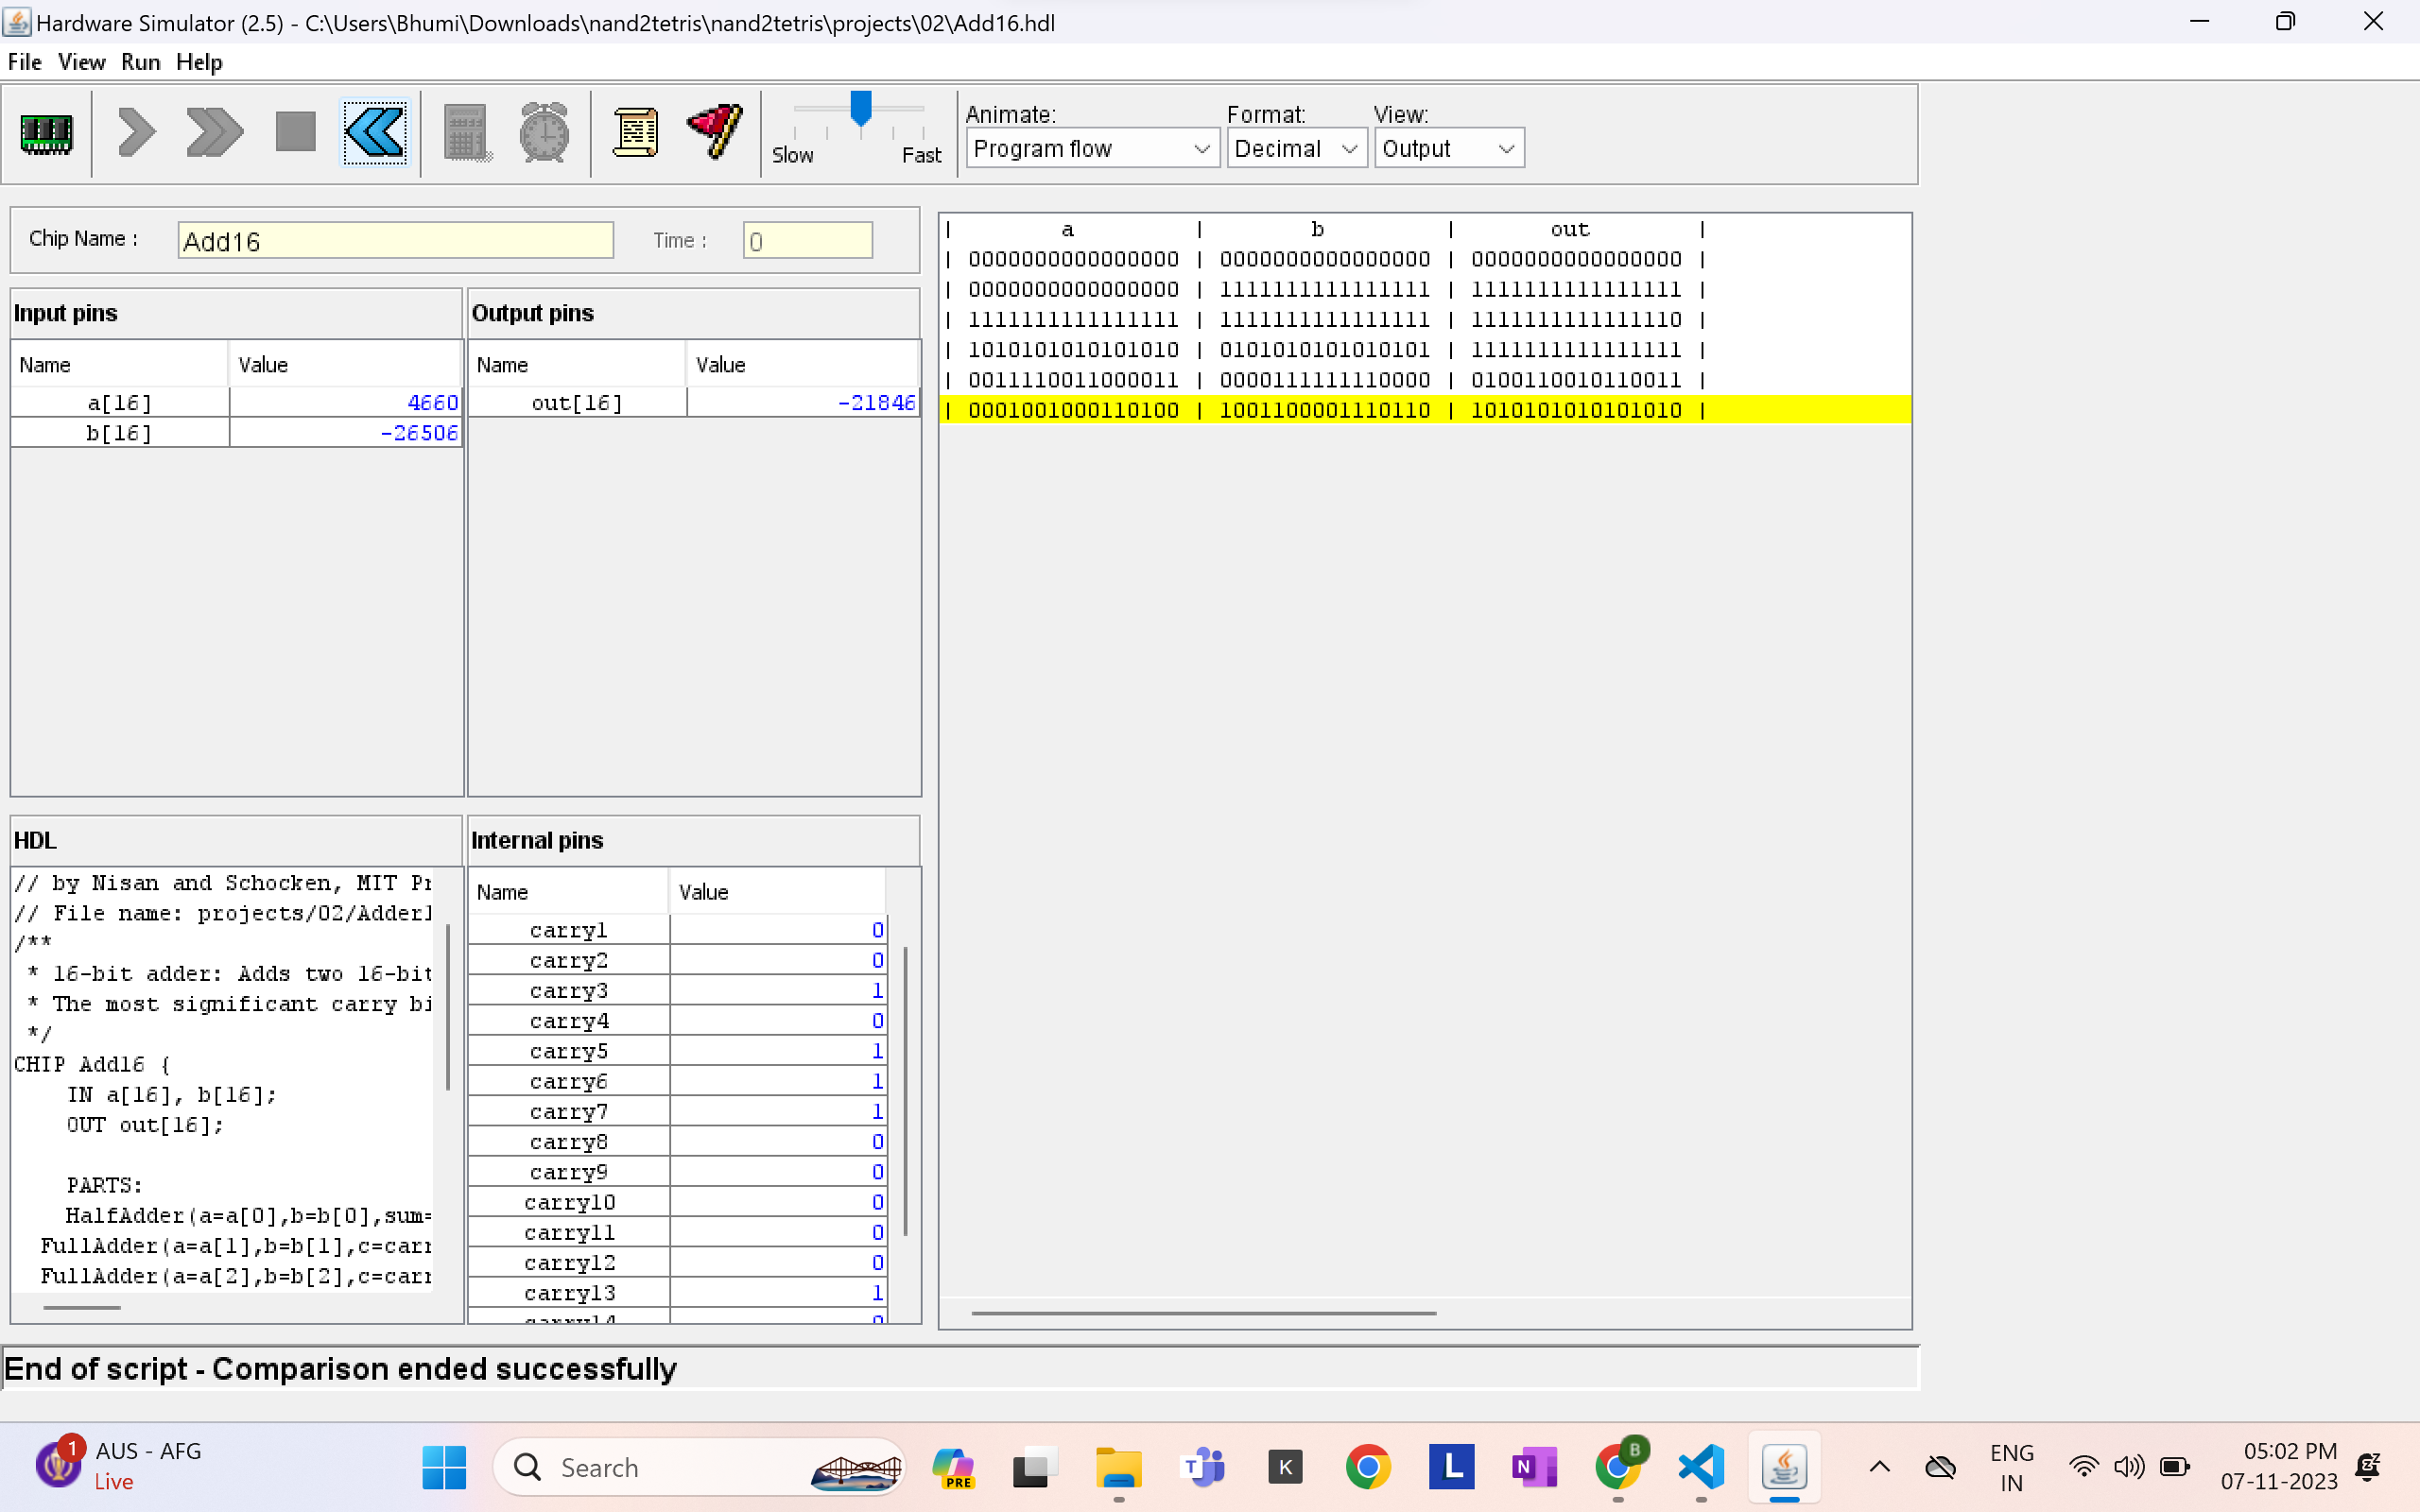 Hardware Simulator (2.5) - C:\Users\Bhumi\Downloads\nand2tetris\nand2tetris\projects\02\Add16.hdl
File View Run Help
Animate: Format: View:
Slow Fast Program flow Decimal Output
Chip Name : Add16 Time : 0
Input pins
Name Value
a[16] 4660
b[16] -26506
Output pins
Name Value
out[16] -21846
| a | b | out |
| 0000000000000000 | 0000000000000000 | 0000000000000000 |
| 0000000000000000 | 1111111111111111 | 1111111111111111 |
| 1111111111111111 | 1111111111111111 | 1111111111111110 |
| 1010101010101010 | 0101010101010101 | 1111111111111111 |
| 0011110011000011 | 0000111111110000 | 0100110010110011 |
| 0001001000110100 | 1001100001110110 | 1010101010101010 |
HDL
// by Nisan and Schocken, MIT Pr
// File name: projects/02/Adder1
/**
* 16-bit adder: Adds two 16-bit
* The most significant carry bi
*/
CHIP Add16 {
IN a[16], b[16];
OUT out[16];
PARTS:
HalfAdder(a=a[0],b=b[0],sum=
FullAdder(a=a[1],b=b[1],c=carr
FullAdder(a=a[2],b=b[2],c=carr
Internal pins
Name Value
carry1 0
carry2 0
carry3 1
carry4 0
carry5 1
carry6 1
carry7 1
carry8 0
carry9 0
carry10 0
carry11 0
carry12 0
carry13 1
carry14 0
End of script - Comparison ended successfully
1
AUS - AFG
Live
Search
PRE
T
K
L
N
B
ENG
IN
05:02 PM
07-11-2023